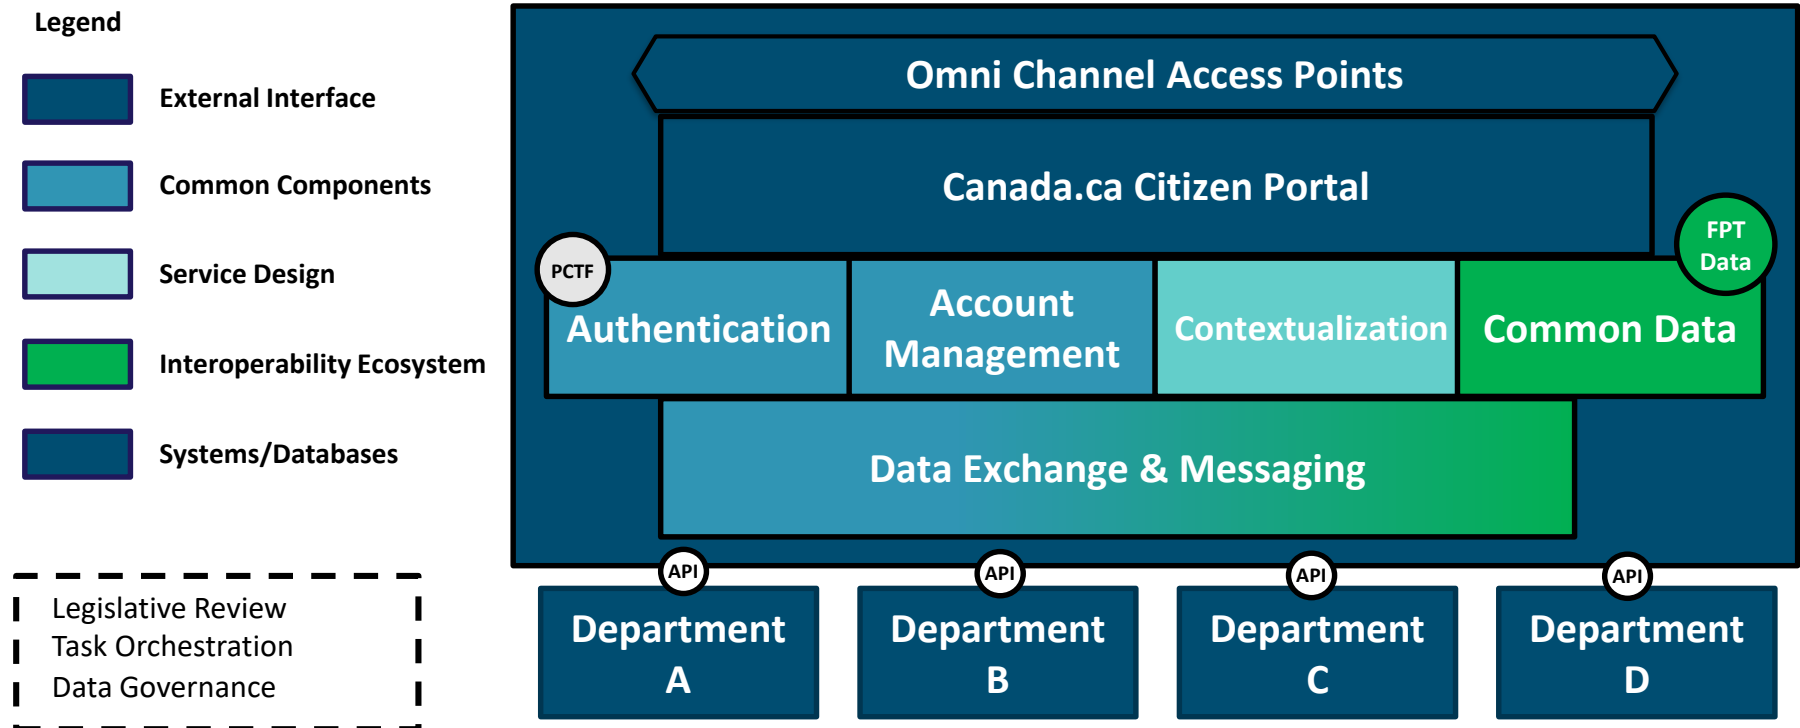 Legend
External Interface
Common Components
Service Design
Interoperability Ecosystem
Systems/Databases
Legislative Review
Task Orchestration
Data Governance
Omni Channel Access Points
Canada.ca Citizen Portal
PCTF
FPT
Data
Authentication
Account
Management
Contextualization
Common Data
Data Exchange & Messaging
API
API
API
API
Department
A
Department
B
Department
C
Department
D